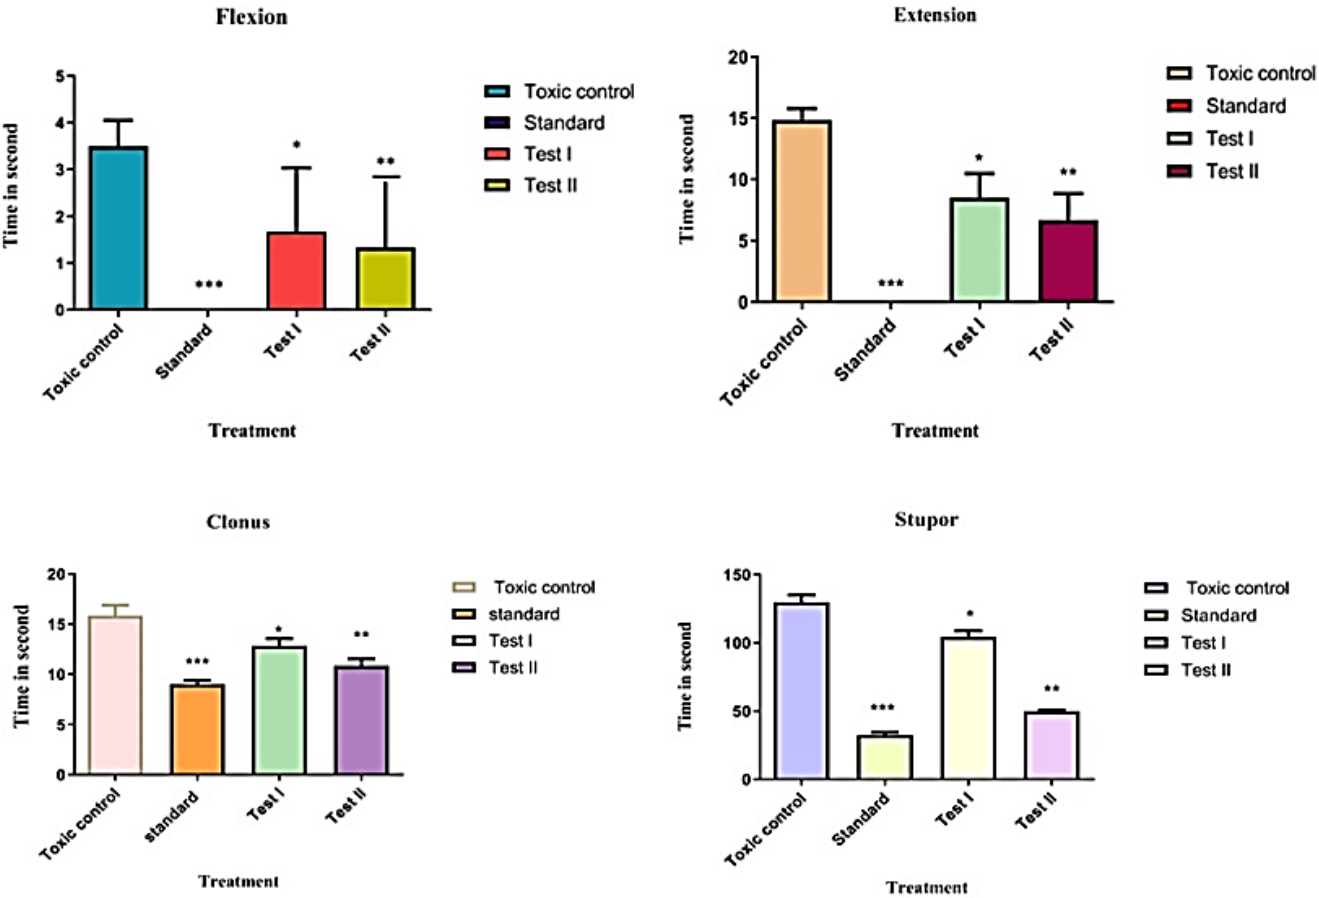 Flexion
Time in second
5
4
3
2
1
0
***
*
**
Toxic control
Standard
Test I
Test II
Treatment
Toxic control
Standard
Test I
Test II
Extension
Time in second
20
15
10
5
0
***
*
**
Toxic control
Standard
Test I
Test II
Treatment
Toxic control
Standard
Test I
Test II
Clonus
Time in second
20
15
10
5
0
***
*
**
Toxic control
standard
Test I
Test II
Treatment
Toxic control
standard
Test I
Test II
Stupor
Time in second
150
100
50
0
***
*
**
Toxic control
Standard
Test I
Test II
Treatment
Toxic control
Standard
Test I
Test II